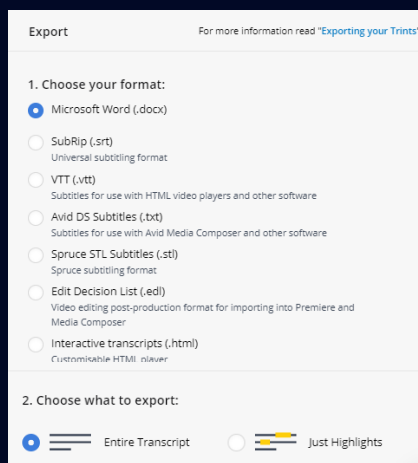 Export
For more information read "Exporting your Trints"
1. Choose your format:
Microsoft Word (.docx)
SubRip (.srt)
Universal subtitling format
VTT (.vtt)
Subtitles for use with HTML video players and other software
Avid DS Subtitles (.txt)
Subtitles for use with Avid Media Composer and other software
Spruce STL Subtitles (.stl)
Spruce subtitling format
Edit Decision List (.edl)
Video editing post-production format for importing into Premiere and
Media Composer
Interactive transcripts (.html)
Customisable HTML player
2. Choose what to export:
Entire Transcript
Just Highlights